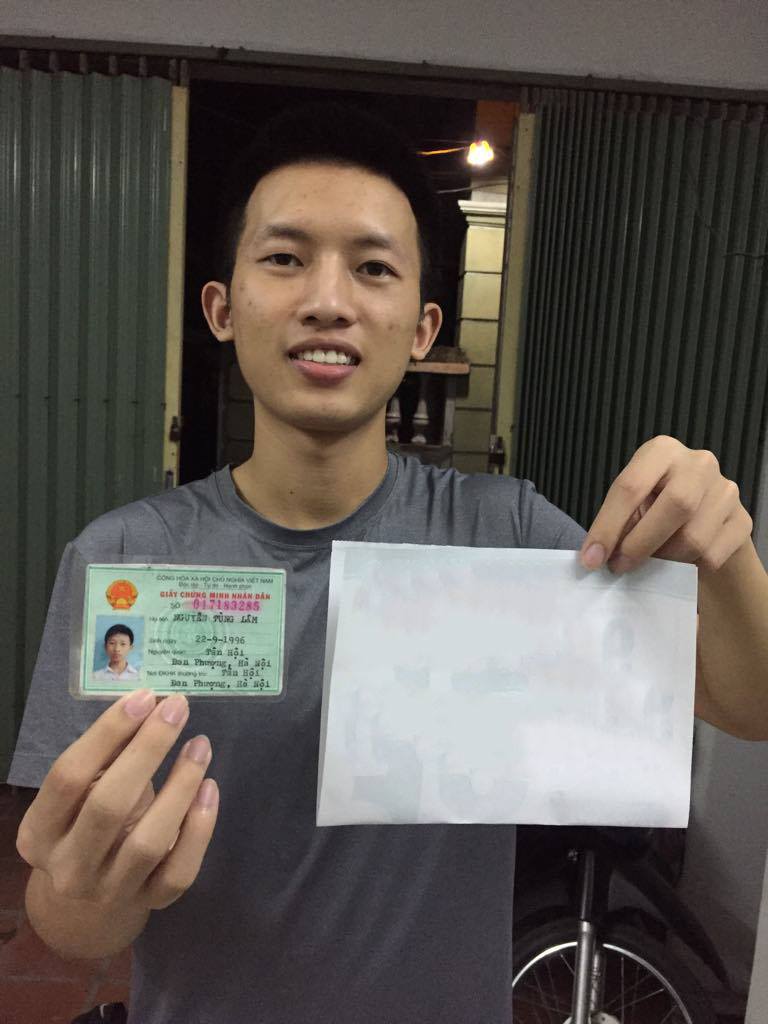 CỘNG HÒA XÃ HỘI CHỦ NGHĨA VIỆT NAM
Độc lập - Tự do - Hạnh phúc
GIẤY CHỨNG MINH NHÂN DÂN
SỐ 017183285
Họ tên NGUYỄN TÙNG LÂM
Sinh ngày 22-9-1996
Nguyên quán Tân Hội
Đan Phượng, Hà Nội
Nơi ĐKHK thường trú Tân Hội
Đan Phượng, Hà Nội